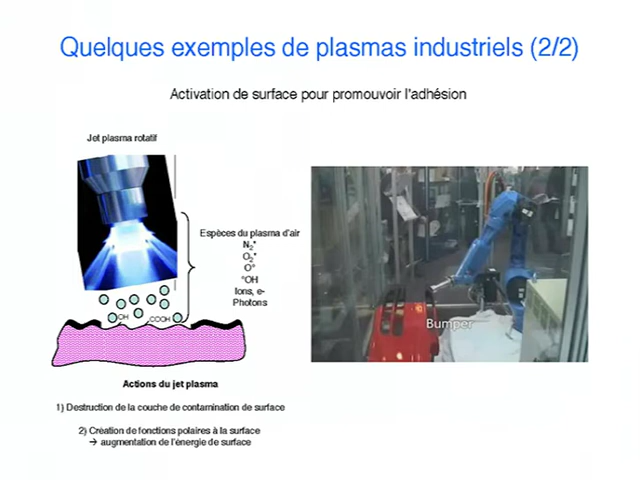 Quelques exemples de plasmas industriels (2/2)
Activation de surface pour promouvoir l'adhésion
Jet plasma rotatif
Espèces du plasma d'air
N₂*
O₂*
O°
°OH
Ions, e-
Photons
OH
COOH
Bumper
Actions du jet plasma
1) Destruction de la couche de contamination de surface
2) Création de fonctions polaires à la surface
→ augmentation de l'énergie de surface